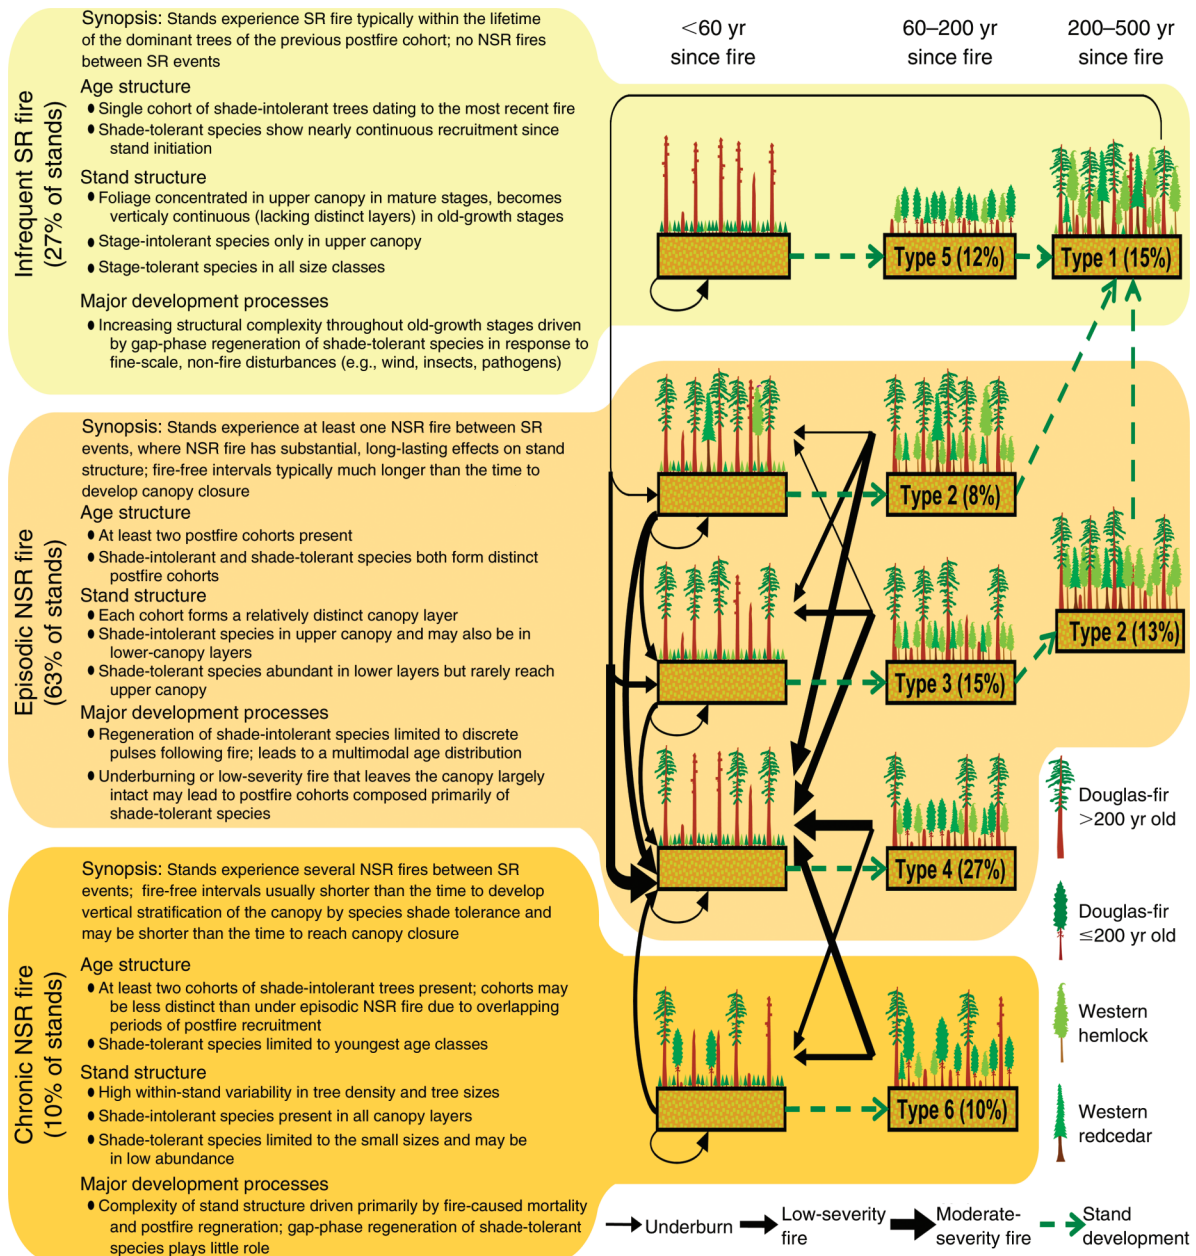 <60 yr
since fire
60–200 yr
since fire
200–500 yr
since fire
Infrequent SR fire
(27% of stands)
Synopsis: Stands experience SR fire typically within the lifetime
of the dominant trees of the previous postfire cohort; no NSR fires
between SR events
Age structure
Single cohort of shade-intolerant trees dating to the most recent fire
Shade-tolerant species show nearly continuous recruitment since
stand initiation
Stand structure
Foliage concentrated in upper canopy in mature stages, becomes
verticaly continuous (lacking distinct layers) in old-growth stages
Stage-intolerant species only in upper canopy
Stage-tolerant species in all size classes
Major development processes
Increasing structural complexity throughout old-growth stages driven
by gap-phase regeneration of shade-tolerant species in response to
fine-scale, non-fire disturbances (e.g., wind, insects, pathogens)
Type 5 (12%)
Type 1 (15%)
Episodic NSR fire
(63% of stands)
Synopsis: Stands experience at least one NSR fire between SR
events, where NSR fire has substantial, long-lasting effects on stand
structure; fire-free intervals typically much longer than the time to
develop canopy closure
Age structure
At least two postfire cohorts present
Shade-intolerant and shade-tolerant species both form distinct
postfire cohorts
Stand structure
Each cohort forms a relatively distinct canopy layer
Shade-intolerant species in upper canopy and may also be in
lower-canopy layers
Shade-tolerant species abundant in lower layers but rarely reach
upper canopy
Major development processes
Regeneration of shade-intolerant species limited to discrete
pulses following fire; leads to a multimodal age distribution
Underburning or low-severity fire that leaves the canopy largely
intact may lead to postfire cohorts composed primarily of
shade-tolerant species
Type 2 (8%)
Type 2 (13%)
Type 3 (15%)
Type 4 (27%)
Chronic NSR fire
(10% of stands)
Synopsis: Stands experience several NSR fires between SR
events; fire-free intervals usually shorter than the time to develop
vertical stratification of the canopy by species shade tolerance and
may be shorter than the time to reach canopy closure
Age structure
At least two cohorts of shade-intolerant trees present; cohorts may
be less distinct than under episodic NSR fire due to overlapping
periods of postfire recruitment
Shade-tolerant species limited to youngest age classes
Stand structure
High within-stand variability in tree density and tree sizes
Shade-intolerant species present in all canopy layers
Shade-tolerant species limited to the small sizes and may be
in low abundance
Major development processes
Complexity of stand structure driven primarily by fire-caused mortality
and postfire regneration; gap-phase regeneration of shade-tolerant
species plays little role
Type 6 (10%)
Douglas-fir
>200 yr old
Douglas-fir
≦200 yr old
Western
hemlock
Western
redcedar
Underburn
Low-severity
fire
Moderate-
severity fire
Stand
development